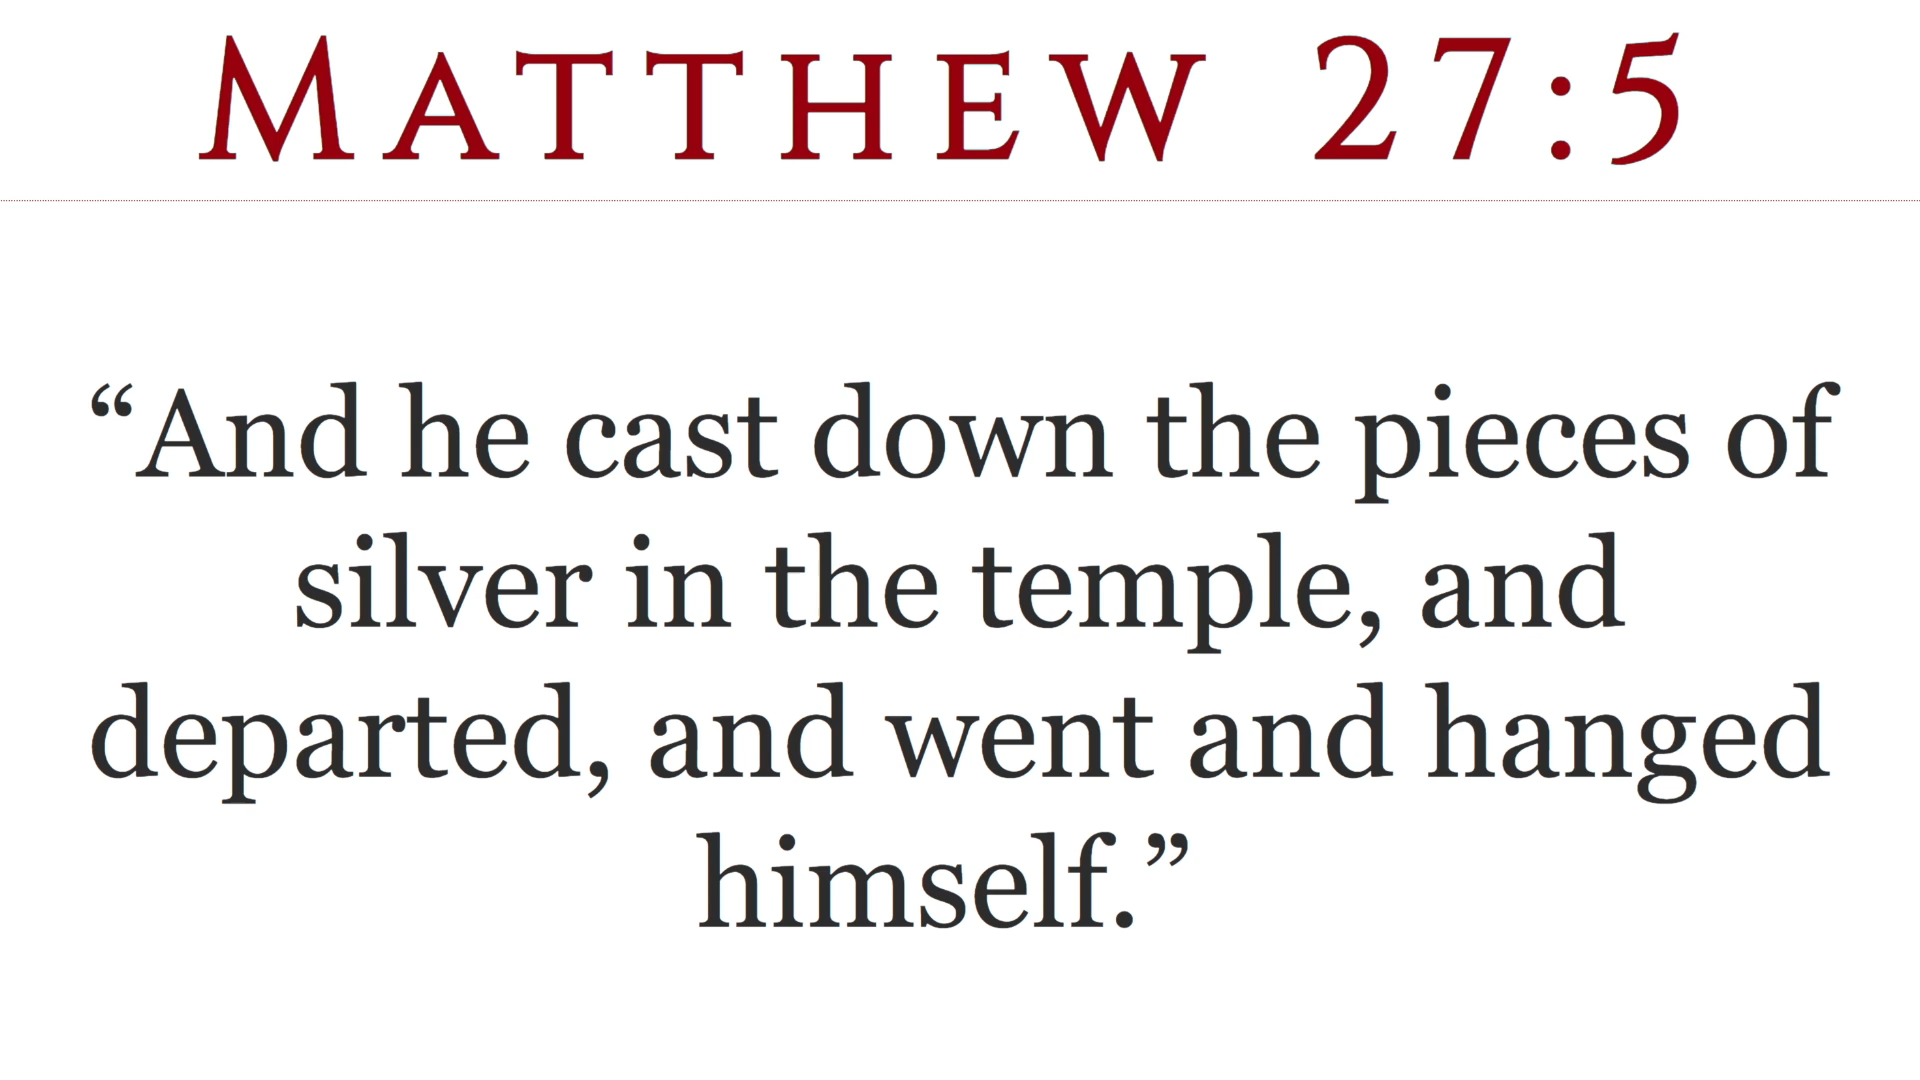 Matthew 27:5
“And he cast down the pieces of
silver in the temple, and
departed, and went and hanged
himself.”